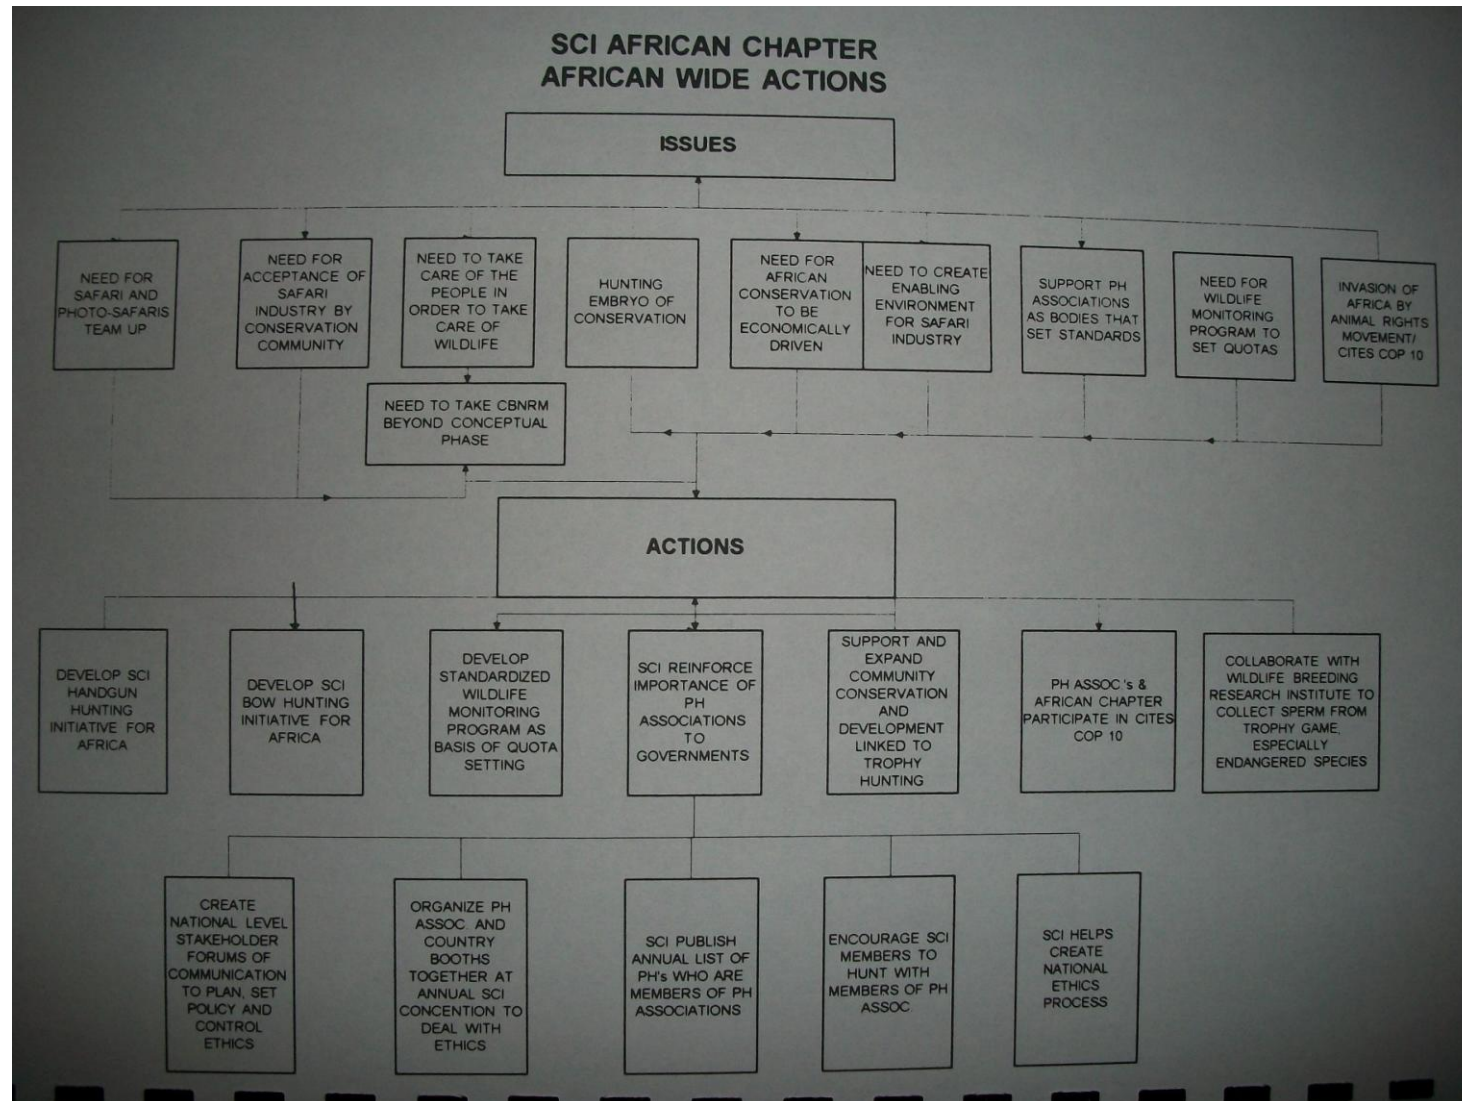 SCI AFRICAN CHAPTER
AFRICAN WIDE ACTIONS
ISSUES
NEED FOR
SAFARI AND
PHOTO-SAFARIS
TEAM UP
NEED FOR
ACCEPTANCE OF
SAFARI
INDUSTRY BY
CONSERVATION
COMMUNITY
NEED TO TAKE
CARE OF THE
PEOPLE IN
ORDER TO TAKE
CARE OF
WILDLIFE
HUNTING
EMBRYO OF
CONSERVATION
NEED FOR
AFRICAN
CONSERVATION
TO BE
ECONOMICALLY
DRIVEN
NEED TO CREATE
ENABLING
ENVIRONMENT
FOR SAFARI
INDUSTRY
SUPPORT PH
ASSOCIATIONS
AS BODIES THAT
SET STANDARDS
NEED FOR
WILDLIFE
MONITORING
PROGRAM TO
SET QUOTAS
INVASION OF
AFRICA BY
ANIMAL RIGHTS
MOVEMENT/
CITES COP 10
NEED TO TAKE CBNRM
BEYOND CONCEPTUAL
PHASE
ACTIONS
DEVELOP SCI
HANDGUN
HUNTING
INITIATIVE FOR
AFRICA
DEVELOP SCI
BOW HUNTING
INITIATIVE FOR
AFRICA
DEVELOP
STANDARDIZED
WILDLIFE
MONITORING
PROGRAM AS
BASIS OF QUOTA
SETTING
SCI REINFORCE
IMPORTANCE OF
PH
ASSOCIATIONS
TO
GOVERNMENTS
SUPPORT AND
EXPAND
COMMUNITY
CONSERVATION
AND
DEVELOPMENT
LINKED TO
TROPHY
HUNTING
PH ASSOC.'s &
AFRICAN CHAPTER
PARTICIPATE IN CITES
COP 10
COLLABORATE WITH
WILDLIFE BREEDING
RESEARCH INSTITUTE TO
COLLECT SPERM FROM
TROPHY GAME,
ESPECIALLY
ENDANGERED SPECIES
CREATE
NATIONAL LEVEL
STAKEHOLDER
FORUMS OF
COMMUNICATION
TO PLAN, SET
POLICY AND
CONTROL
ETHICS
ORGANIZE PH
ASSOC. AND
COUNTRY
BOOTHS
TOGETHER AT
ANNUAL SCI
CONCENTION TO
DEAL WITH
ETHICS
SCI PUBLISH
ANNUAL LIST OF
PH's WHO ARE
MEMBERS OF PH
ASSOCIATIONS
ENCOURAGE SCI
MEMBERS TO
HUNT WITH
MEMBERS OF PH
ASSOC.
SCI HELPS
CREATE
NATIONAL
ETHICS
PROCESS